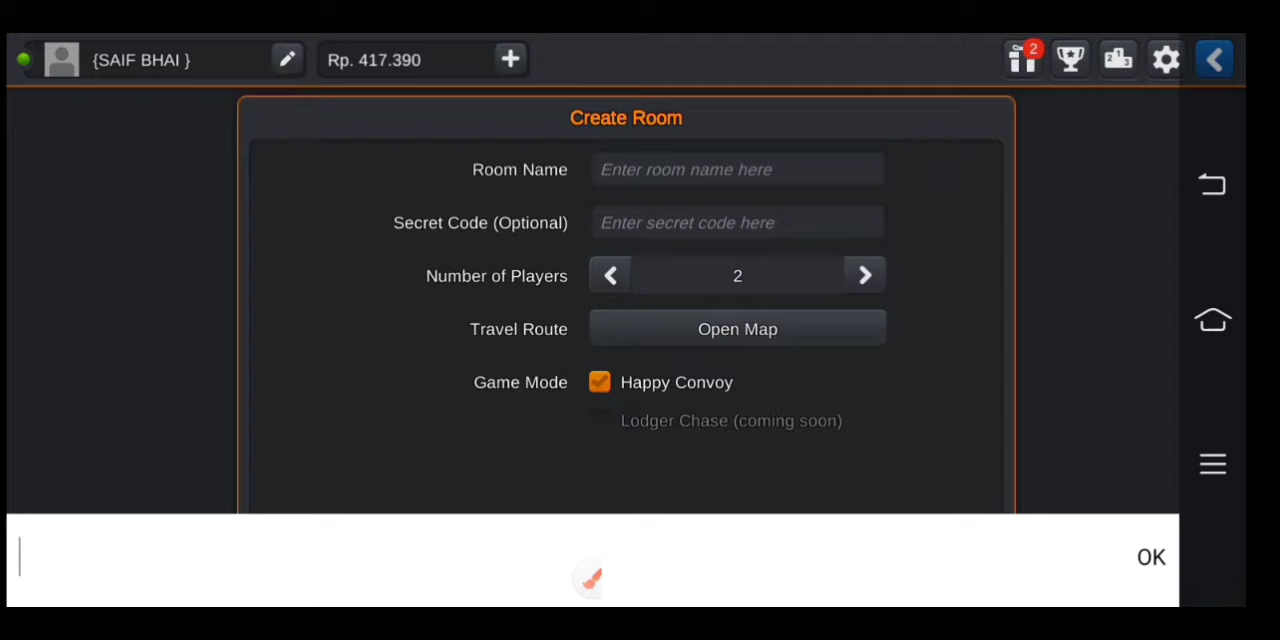 {SAIF BHAI } Rp. 417.390 2
Create Room
Room Name Enter room name here
Secret Code (Optional) Enter secret code here
Number of Players 2
Travel Route Open Map
Game Mode Happy Convoy
Lodger Chase (coming soon)
OK